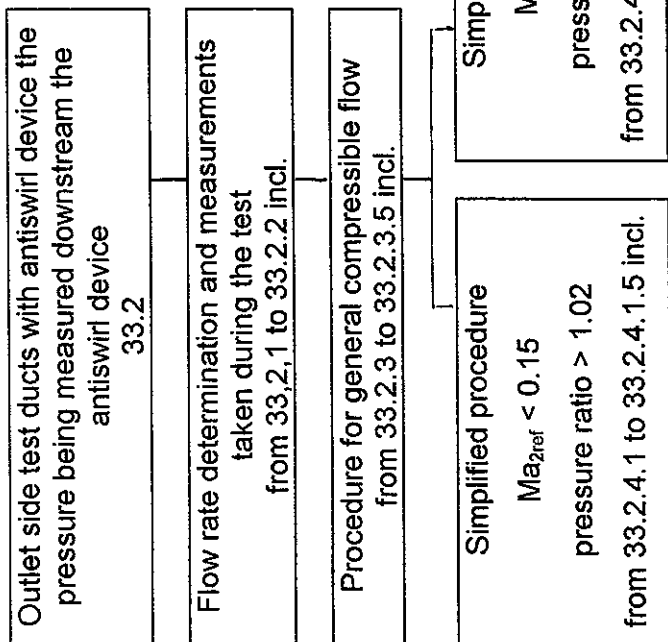 Outlet side test ducts with antiswirl device the
pressure being measured downstream the
antiswirl device
33.2
Flow rate determination and measurements
taken during the test
from 33,2,1 to 33.2.2 incl.
Procedure for general compressible flow
from 33.2.3 to 33.2.3.5 incl.
Simplified procedure
Ma2ref < 0.15
pressure ratio > 1.02
from 33.2.4.1 to 33.2.4.1.5 incl.
from 33.2.4